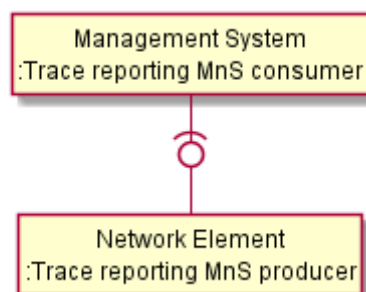 Management System
:Trace reporting MnS consumer
Network Element
:Trace reporting MnS producer